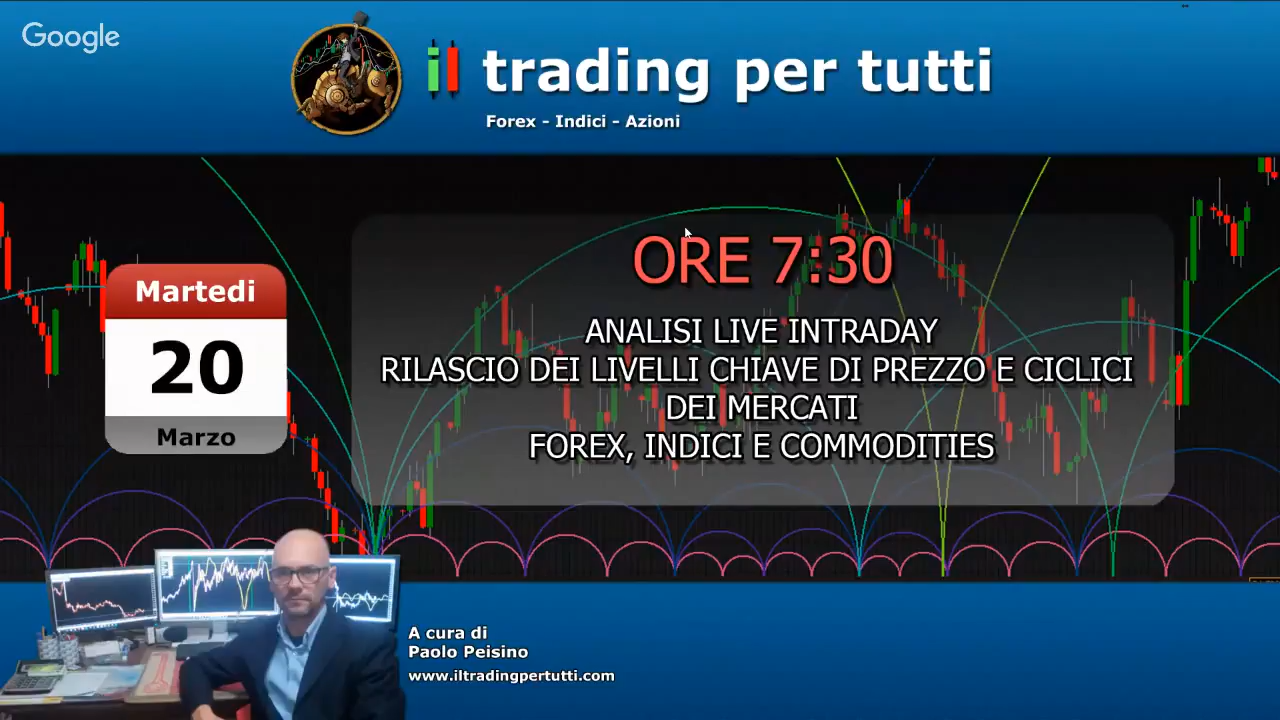 Google
il trading per tutti
Forex - Indici - Azioni
ORE 7:30
ANALISI LIVE INTRADAY
RILASCIO DEI LIVELLI CHIAVE DI PREZZO E CICLICI
DEI MERCATI
FOREX, INDICI E COMMODITIES
Martedi
20
Marzo
A cura di
Paolo Peisino
www.iltradingpertutti.com